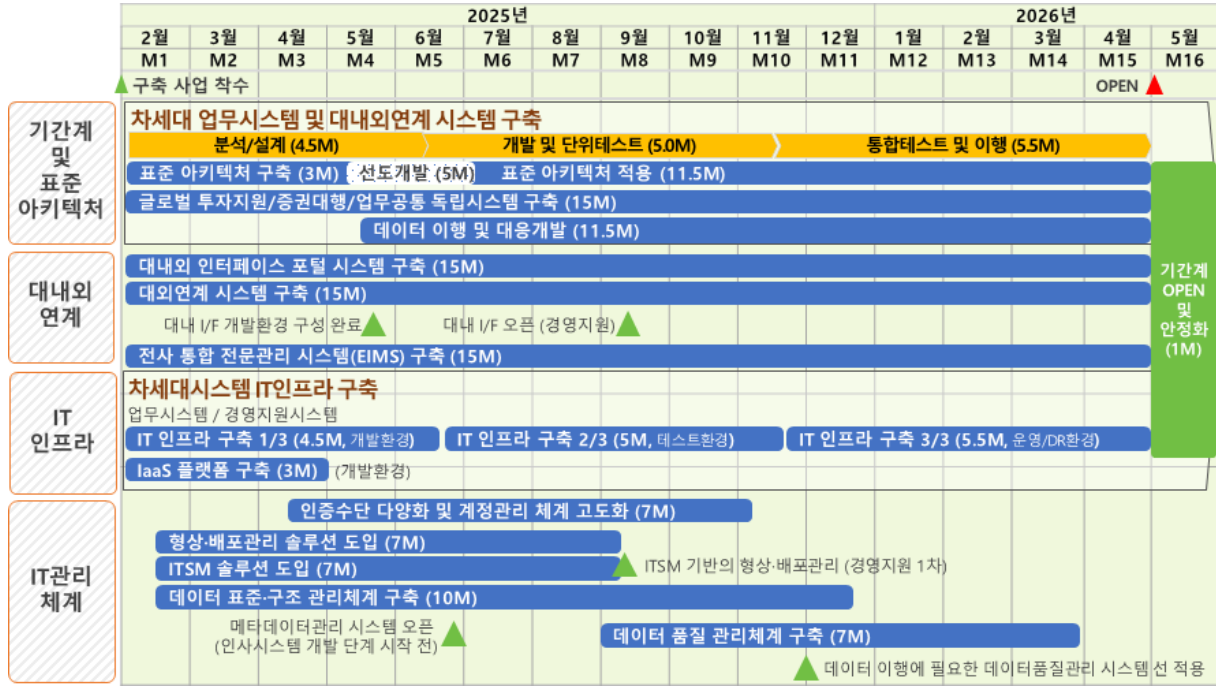 2025년 2026년
2월 3월 4월 5월 6월 7월 8월 9월 10월 11월 12월 1월 2월 3월 4월 5월
M1 M2 M3 M4 M5 M6 M7 M8 M9 M10 M11 M12 M13 M14 M15 M16
구축 사업 착수 OPEN
기간계
및
표준
아키텍처
차세대 업무시스템 및 대내외연계 시스템 구축
분석/설계 (4.5M) 개발 및 단위테스트 (5.0M) 통합테스트 및 이행 (5.5M)
표준 아키텍처 구축 (3M) 선도개발 (5M) 표준 아키텍처 적용 (11.5M)
글로벌 투자지원/증권대행/업무공통 독립시스템 구축 (15M)
데이터 이행 및 대응개발 (11.5M)
기간계
OPEN
및
안정화
(1M)
대내외
연계
대내외 인터페이스 포털 시스템 구축 (15M)
대외연계 시스템 구축 (15M)
대내 I/F 개발환경 구성 완료 대내 I/F 오픈 (경영지원)
전사 통합 전문관리 시스템(EIMS) 구축 (15M)
IT
인프라
차세대시스템 IT인프라 구축
업무시스템 / 경영지원시스템
IT 인프라 구축 1/3 (4.5M, 개발환경) IT 인프라 구축 2/3 (5M, 테스트환경) IT 인프라 구축 3/3 (5.5M, 운영/DR환경)
IaaS 플랫폼 구축 (3M) (개발환경)
IT관리
체계
인증수단 다양화 및 계정관리 체계 고도화 (7M)
형상·배포관리 솔루션 도입 (7M)
ITSM 솔루션 도입 (7M) ITSM 기반의 형상·배포관리 (경영지원 1차)
데이터 표준·구조 관리체계 구축 (10M)
메타데이터관리 시스템 오픈
(인사시스템 개발 단계 시작 전)
데이터 품질 관리체계 구축 (7M)
데이터 이행에 필요한 데이터품질관리 시스템 선 적용